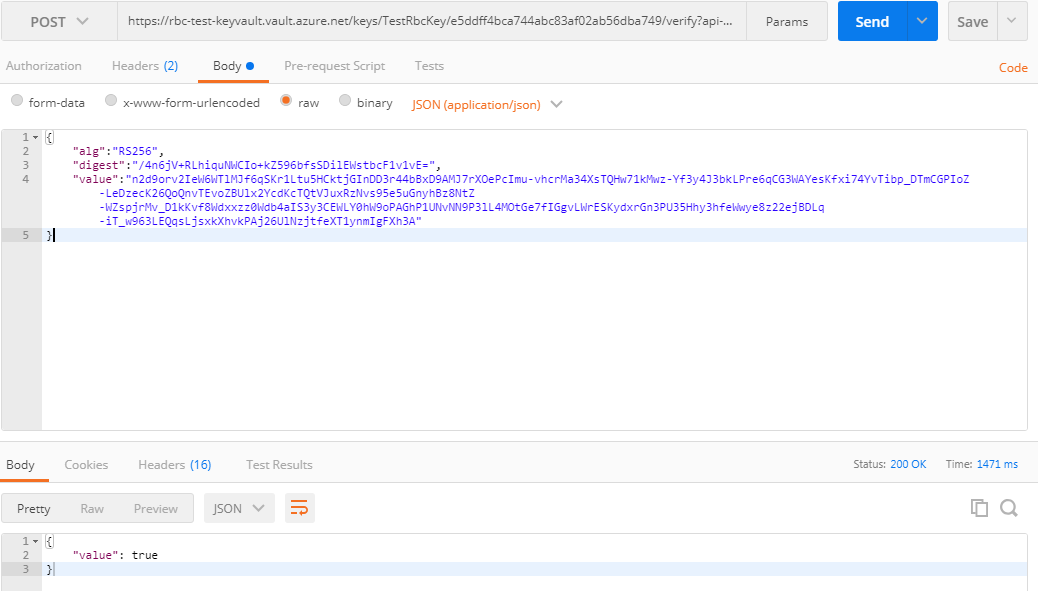 POST https://rbc-test-keyvault.vault.azure.net/keys/TestRbcKey/e5ddff4bca744abc83af02ab56dba749/verify?api-... Params Send Save
Authorization Headers (2) Body Pre-request Script Tests Code
form-data x-www-form-urlencoded raw binary JSON (application/json)
1 {
2 "alg":"RS256",
3 "digest":"/4n6jV+RLhiquNWCIo+kZ596bfsSDilEWstbcF1v1vE=",
4 "value":"n2d9orv2IeW6WTlMJf6qSKr1Ltu5HCktjGInDD3r44bBxD9AMJ7rXOePcImu-vhcrMa34XsTQHw71kMwz-Yf3y4J3bkLPre6qCG3WAYesKfxi74YvTibp_DTmCGPIoZ
-LeDzecK26QoQnvTEvoZBUlx2YcdKcTQtVJuxRzNvs95e5uGnyhBz8NtZ
-WZspjrMv_D1kKvf8Wdxxzz0Wdb4aIS3y3CEWLY0hW9oPAGhP1UNvNN9P3lL4MOtGe7fIGgvLWrESKydxrGn3PU35Hhy3hfeWwye8z22ejBDLq
-iT_w963LEQqsLjsxkXhvkPAj26UlNzjtfeXT1ynmIgFXh3A"
5 }
Body Cookies Headers (16) Test Results Status: 200 OK Time: 1471 ms
Pretty Raw Preview JSON
1 {
2 "value": true
3 }